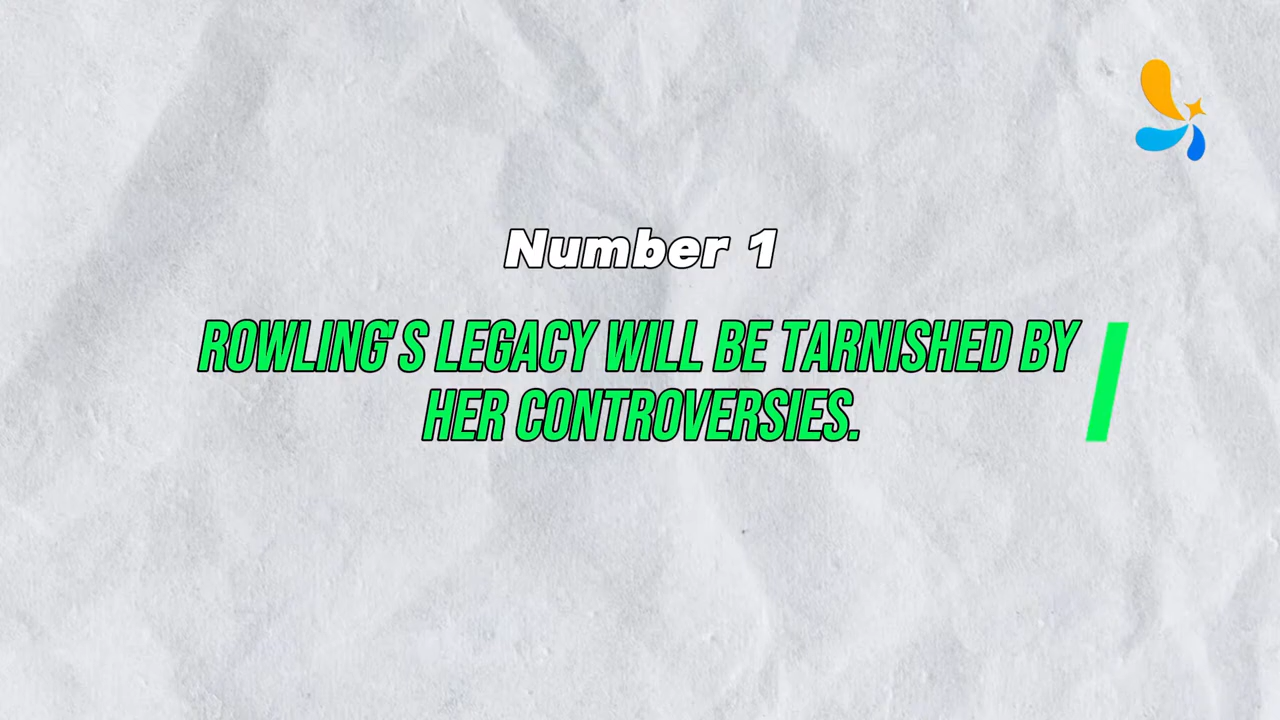 Number 1
ROWLING'S LEGACY WILL BE TARNISHED BY
HER CONTROVERSIES.